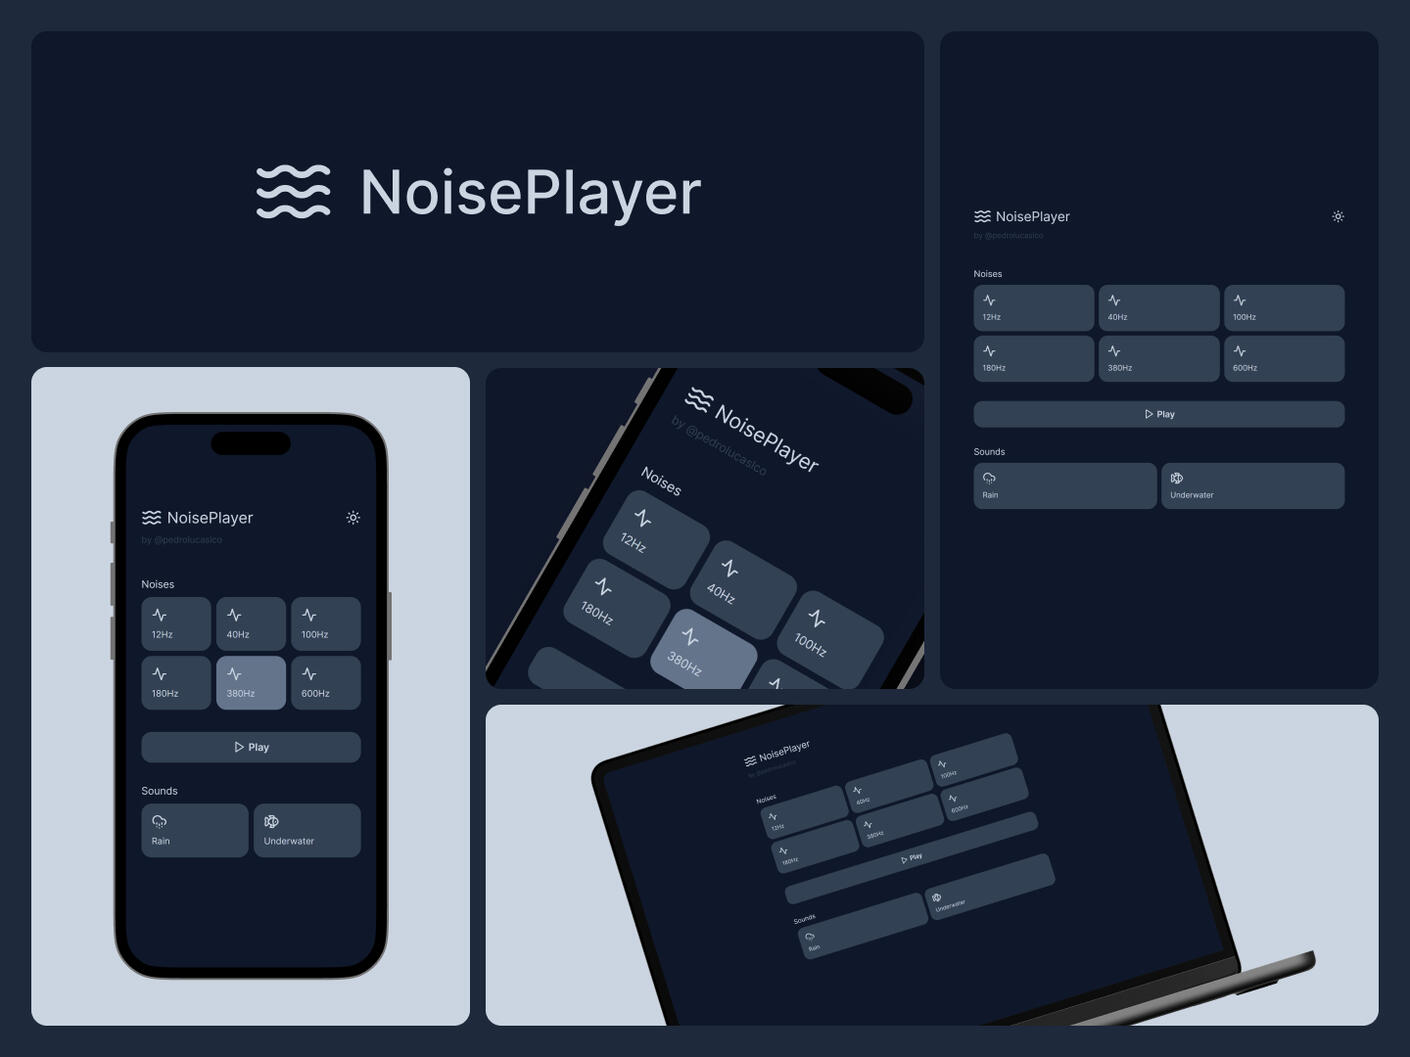 NoisePlayer
NoisePlayer
by @pedrolucasico
Noises
12Hz
40Hz
100Hz
180Hz
380Hz
600Hz
Play
Sounds
Rain
Underwater
NoisePlayer
by @pedrolucasico
Noises
12Hz
40Hz
100Hz
180Hz
380Hz
600Hz
Play
Sounds
Rain
Underwater
NoisePlayer
by @pedrolucasico
Noises
12Hz
40Hz
100Hz
180Hz
380Hz
NoisePlayer
by @pedrolucasico
Noises
12Hz
40Hz
100Hz
180Hz
380Hz
600Hz
Play
Sounds
Rain
Underwater